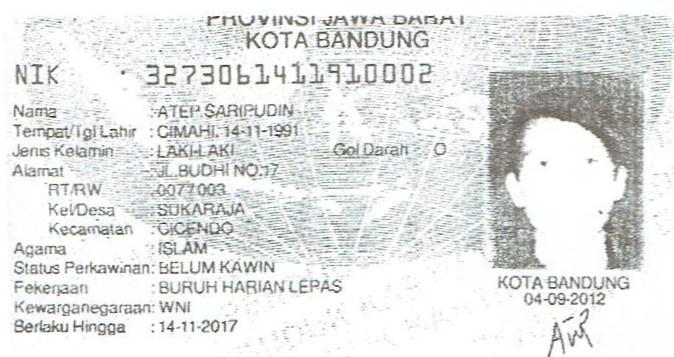 PROVINSI JAWA BARAT
KOTA BANDUNG
NIK : 3273061411910002
Nama : ATEP SARIPUDIN
Tempat/Tgl Lahir : CIMAHI, 14-11-1991
Jenis Kelamin : LAKI-LAKI Gol Darah O
Alamat : JL.BUDHI NO.17
RT/RW : 007/003
Kel/Desa : SUKARAJA
Kecamatan : CICENDO
Agama : ISLAM
Status Perkawinan: BELUM KAWIN
Pekerjaan : BURUH HARIAN LEPAS
Kewarganegaraan: WNI
Berlaku Hingga : 14-11-2017
KOTA BANDUNG
04-09-2012